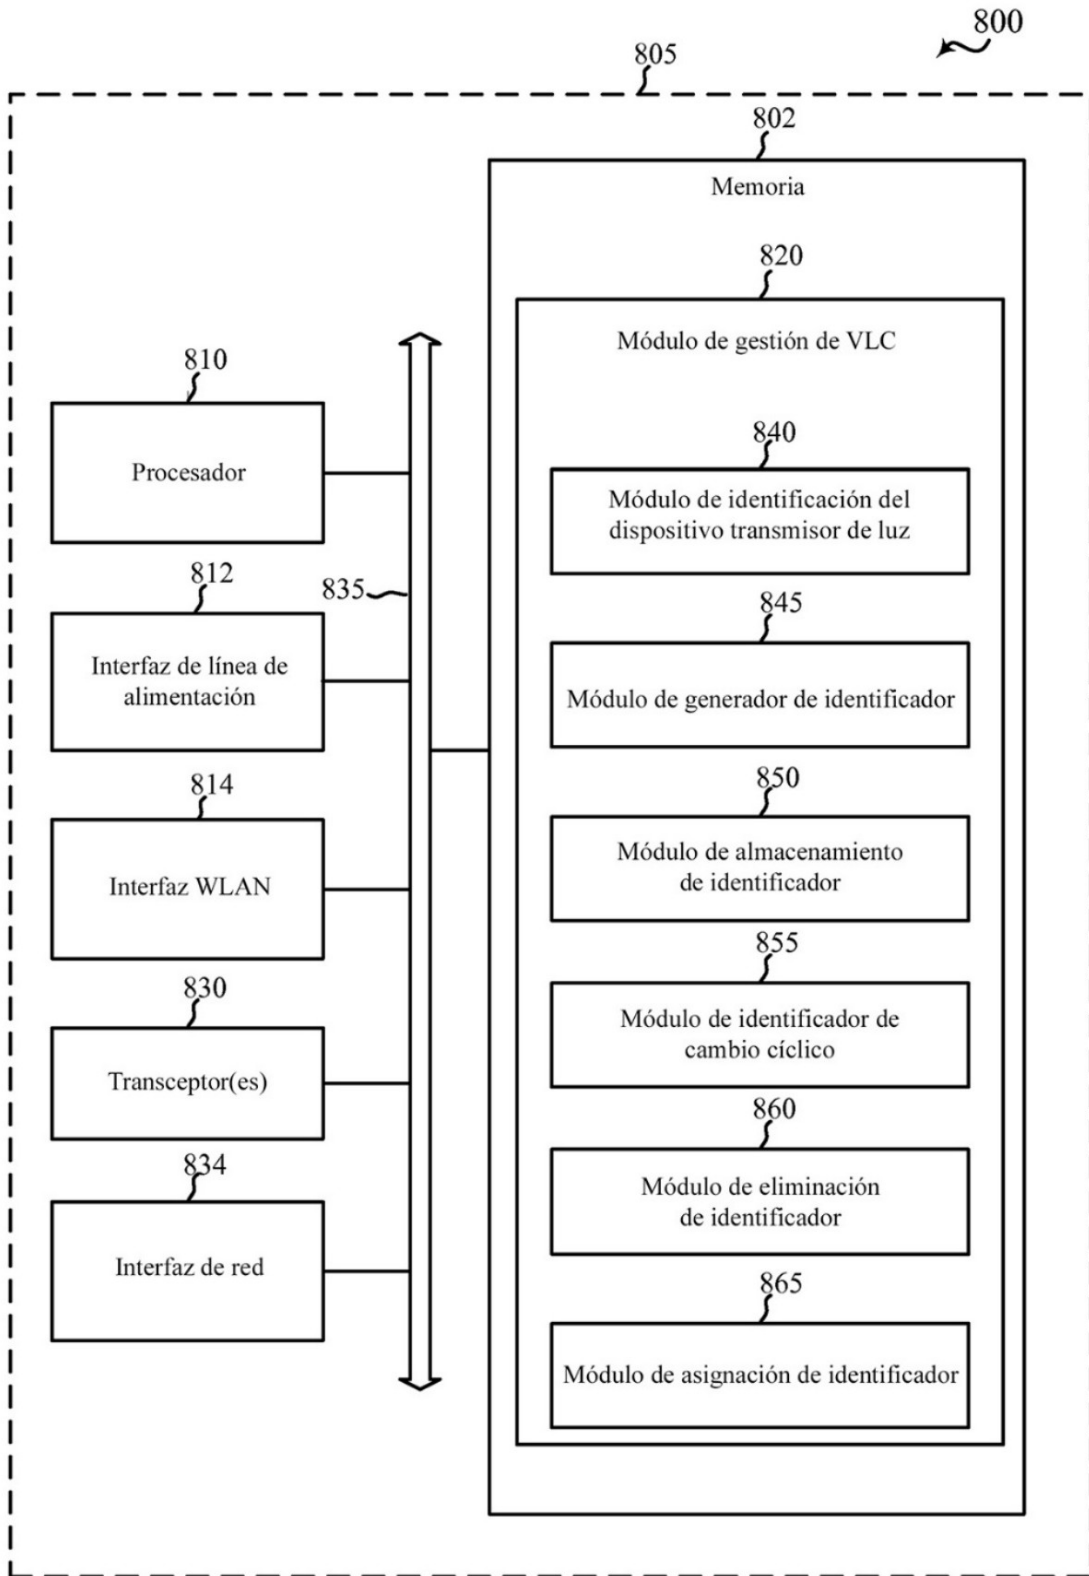 800
805
802
Memoria
820
Módulo de gestión de VLC
810
Procesador
812
Interfaz de línea de
alimentación
835
814
Interfaz WLAN
830
Transceptor(es)
834
Interfaz de red
840
Módulo de identificación del
dispositivo transmisor de luz
845
Módulo de generador de identificador
850
Módulo de almacenamiento
de identificador
855
Módulo de identificador de
cambio cíclico
860
Módulo de eliminación
de identificador
865
Módulo de asignación de identificador